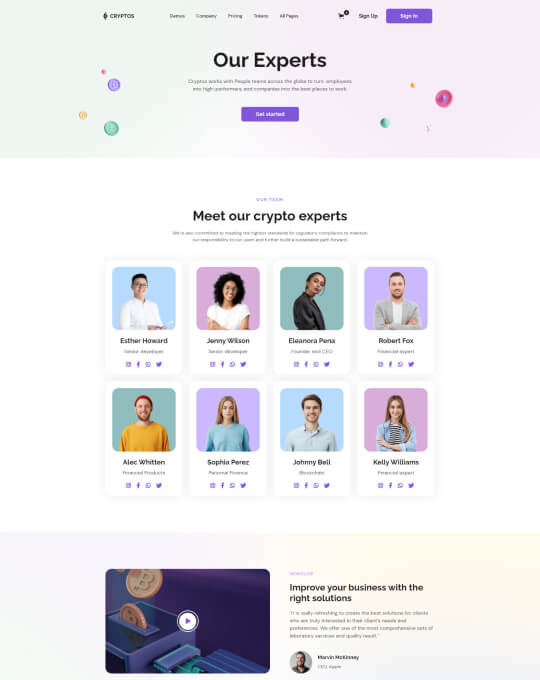 CRYPTOS
Demos Company Pricing Tokens All Pages
0
Sign Up
Sign In
Our Experts
Cryptos works with People teams across the globe to turn employees
into high-performers, and companies into the best places to work.
Get started
OUR TEAM
Meet our crypto experts
We're also committed to meeting the highest standards for regulatory compliance to maintain
our responsibility to our users and further build a sustainable path forward.
Esther Howard
Senior developer
Jenny Wilson
Senior developer
Eleanora Pena
Founder and CEO
Robert Fox
Financial expert
Alec Whitten
Financial Products
Sophia Perez
Personal Finance
Johnny Bell
Blockchain
Kelly Williams
Financial expert
Improve your business with the
right solutions
"It is really refreshing to create the best solutions for clients
who are truly interested in their client's needs and
preferences. We offer one of the most comprehensive sets of
laboratory services and quality result."
Marvin McKinney
CEO, Apple